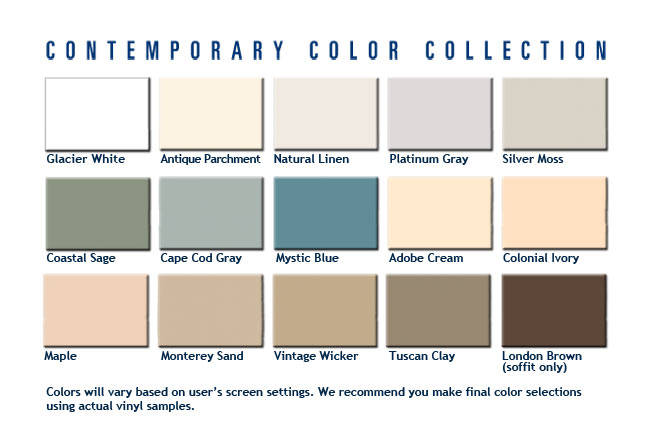 CONTEMPORARY COLOR COLLECTION
Glacier White
Antique Parchment
Natural Linen
Platinum Gray
Silver Moss
Coastal Sage
Cape Cod Gray
Mystic Blue
Adobe Cream
Colonial Ivory
Maple
Monterey Sand
Vintage Wicker
Tuscan Clay
London Brown
(soffit only)
Colors will vary based on user's screen settings. We recommend you make final color selections
using actual vinyl samples.